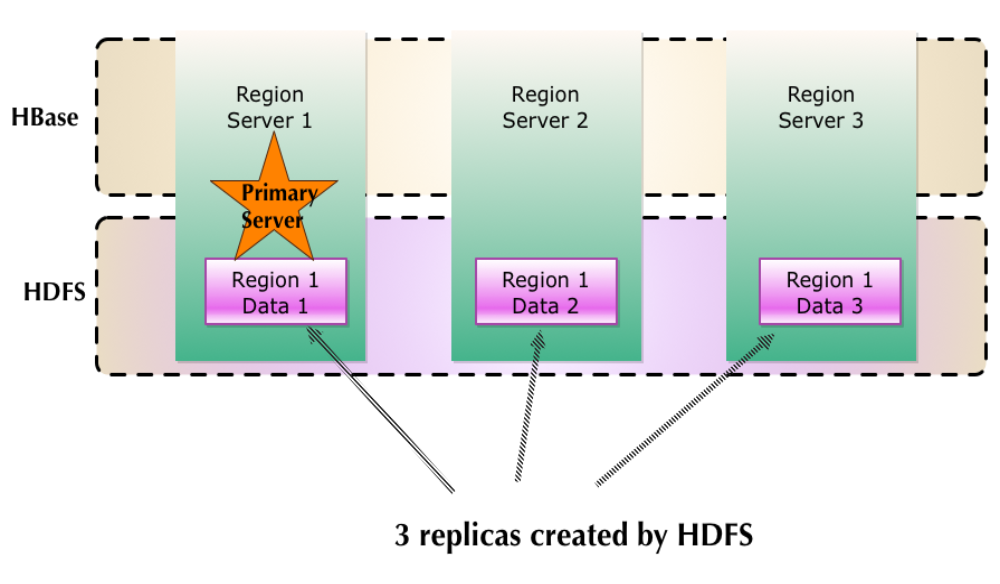 HBase
Region
Server 1
Region
Server 2
Region
Server 3
Primary
Server
HDFS
Region 1
Data 1
Region 1
Data 2
Region 1
Data 3
3 replicas created by HDFS